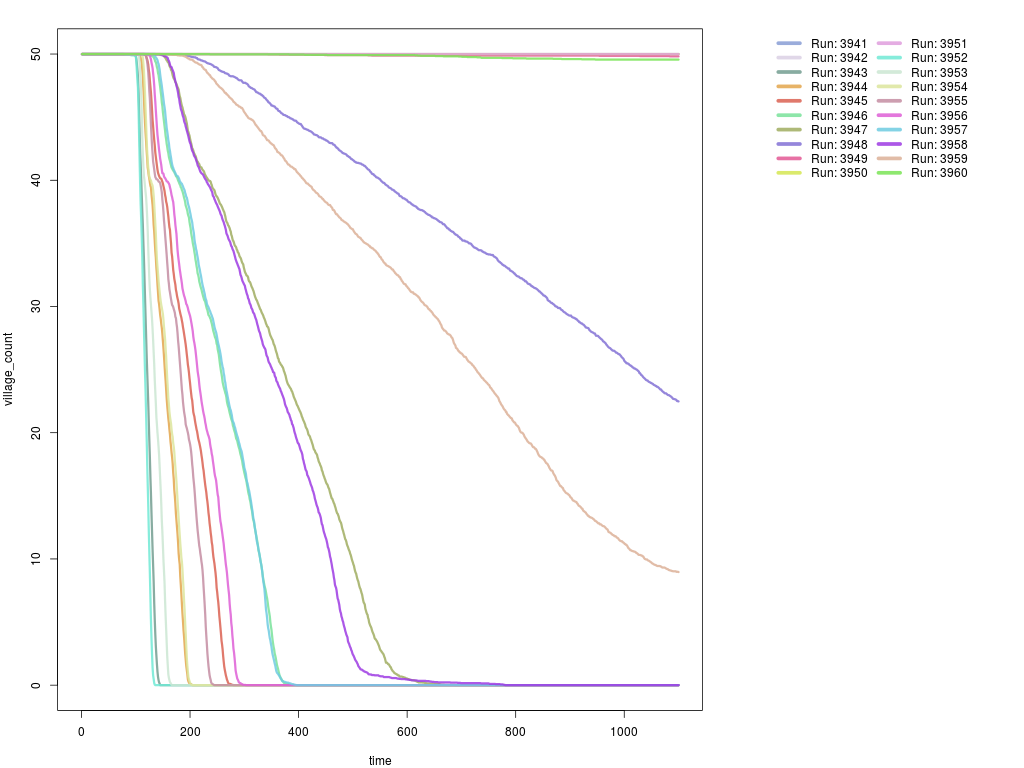 50
40
30
20
10
0
village_count
0 200 400 600 800 1000
time
Run: 3941 Run: 3951
Run: 3942 Run: 3952
Run: 3943 Run: 3953
Run: 3944 Run: 3954
Run: 3945 Run: 3955
Run: 3946 Run: 3956
Run: 3947 Run: 3957
Run: 3948 Run: 3958
Run: 3949 Run: 3959
Run: 3950 Run: 3960